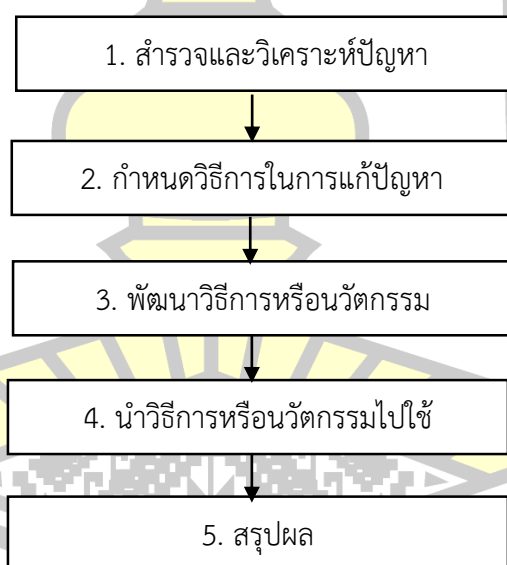 1. สำรวจและวิเคราะห์ปัญหา
2. กำหนดวิธีการในการแก้ปัญหา
3. พัฒนาวิธีการหรือนวัตกรรม
4. นำวิธีการหรือนวัตกรรมไปใช้
5. สรุปผล